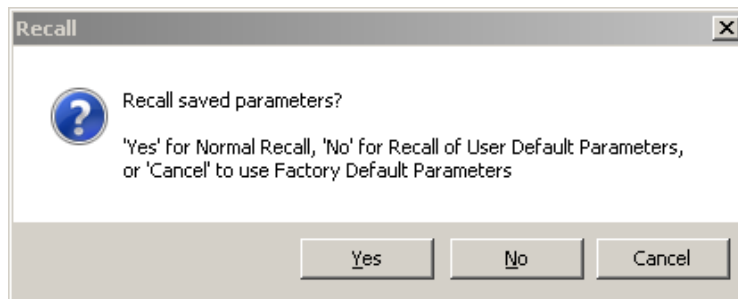 Recall
Recall saved parameters?
'Yes' for Normal Recall, 'No' for Recall of User Default Parameters,
or 'Cancel' to use Factory Default Parameters
Yes
No
Cancel